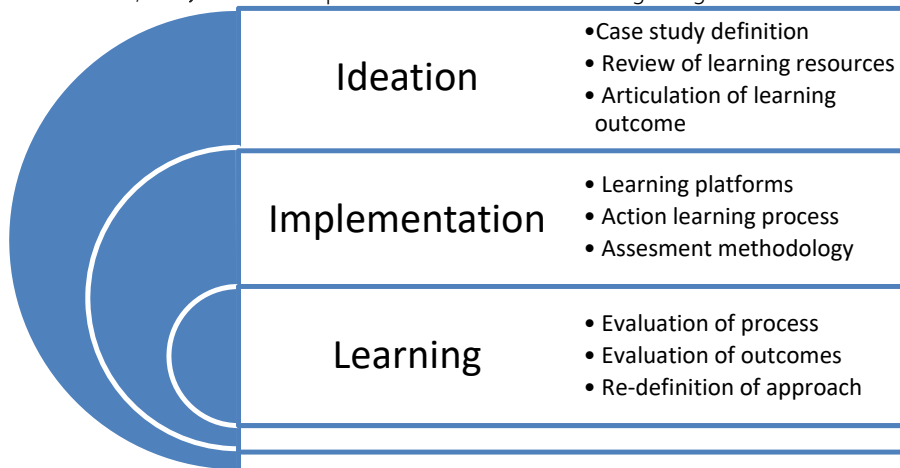 Ideation
•Case study definition
• Review of learning resources
• Articulation of learning
outcome
Implementation
• Learning platforms
• Action learning process
• Assesment methodology
Learning
• Evaluation of process
• Evaluation of outcomes
• Re-definition of approach